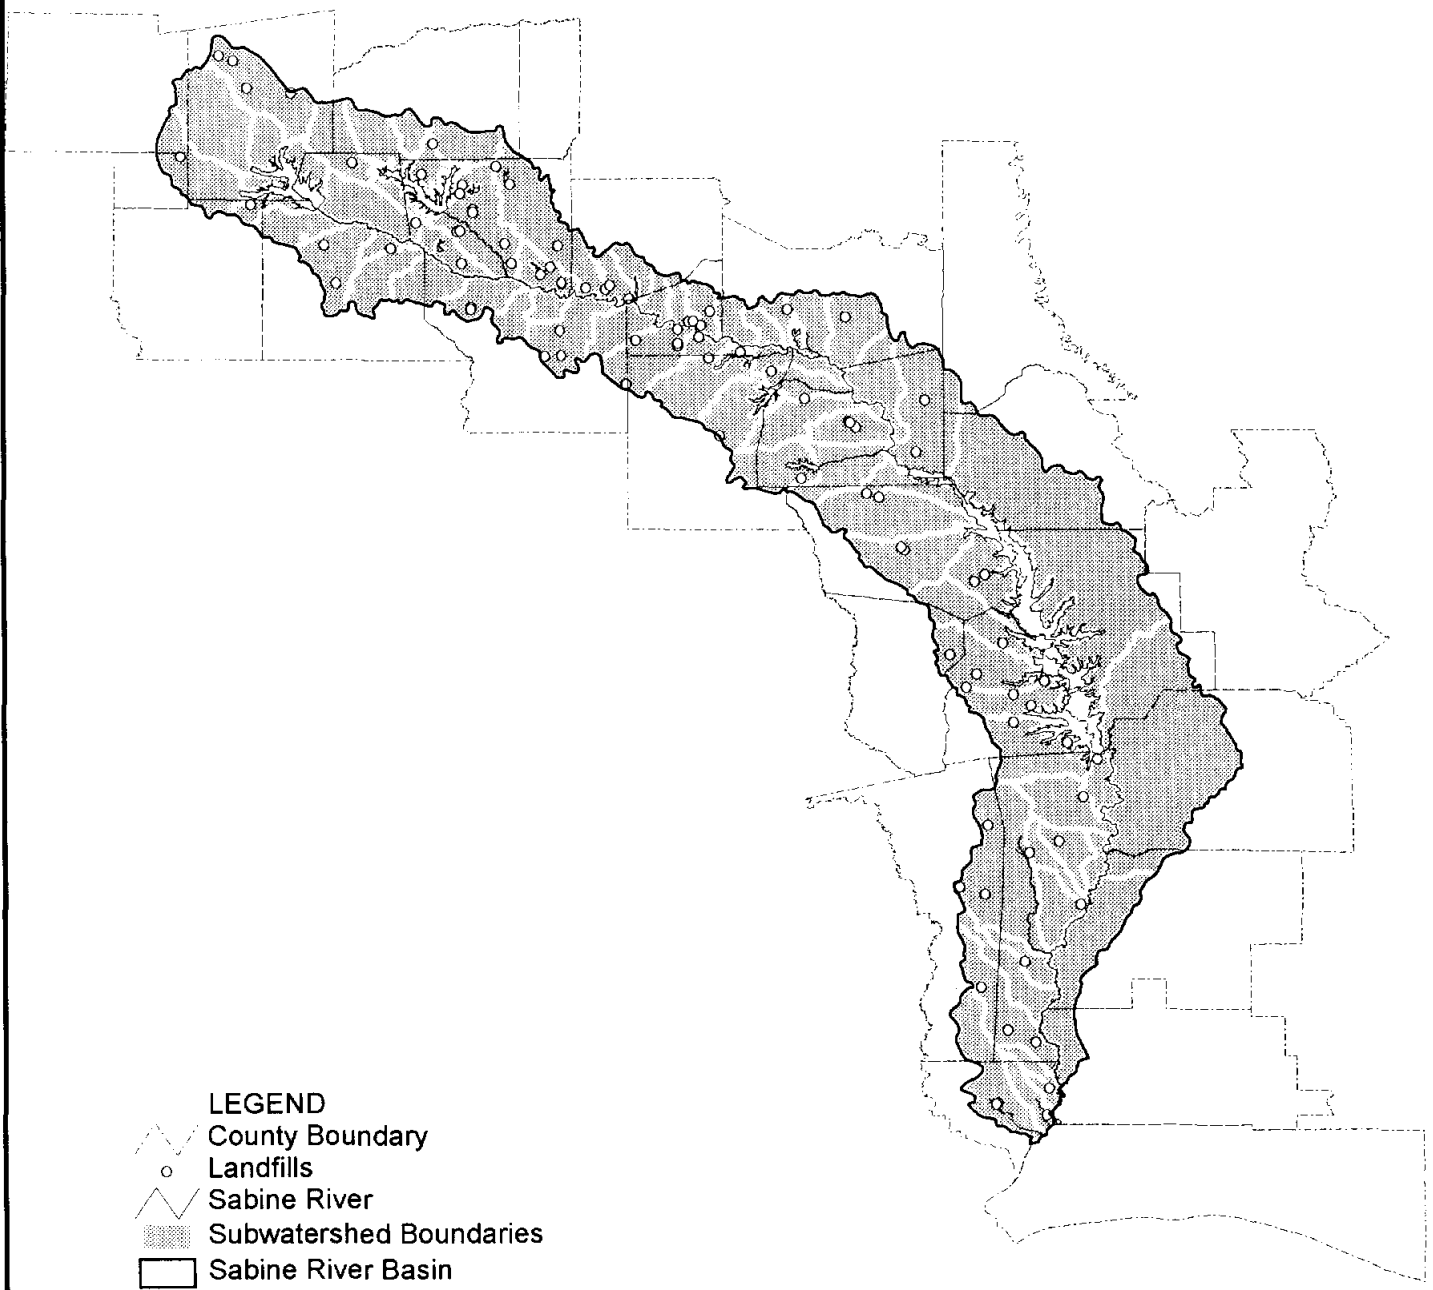 LEGEND
County Boundary
Landfills
Sabine River
Subwatershed Boundaries
Sabine River Basin